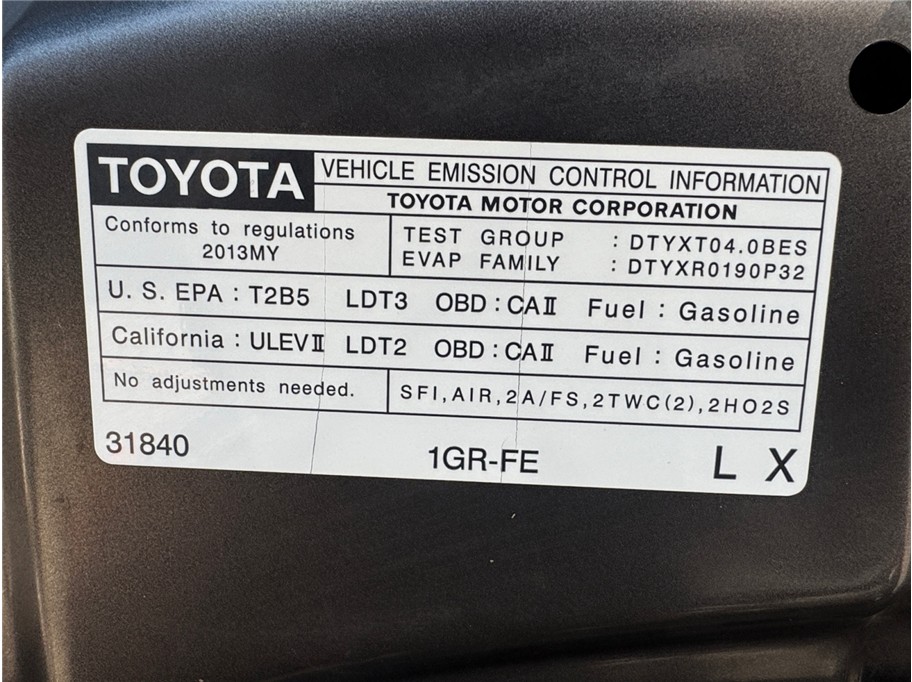 TOYOTA
VEHICLE EMISSION CONTROL INFORMATION
TOYOTA MOTOR CORPORATION
Conforms to regulations
2013MY
TEST GROUP : DTYXT04.0BES
EVAP FAMILY : DTYXR0190P32
U. S. EPA : T2B5 LDT3 OBD : CAⅡ Fuel : Gasoline
California : ULEVⅡ LDT2 OBD : CAⅡ Fuel : Gasoline
No adjustments needed.
SFI, AIR, 2A/FS, 2TWC(2), 2HO2S
31840 1GR-FE L X